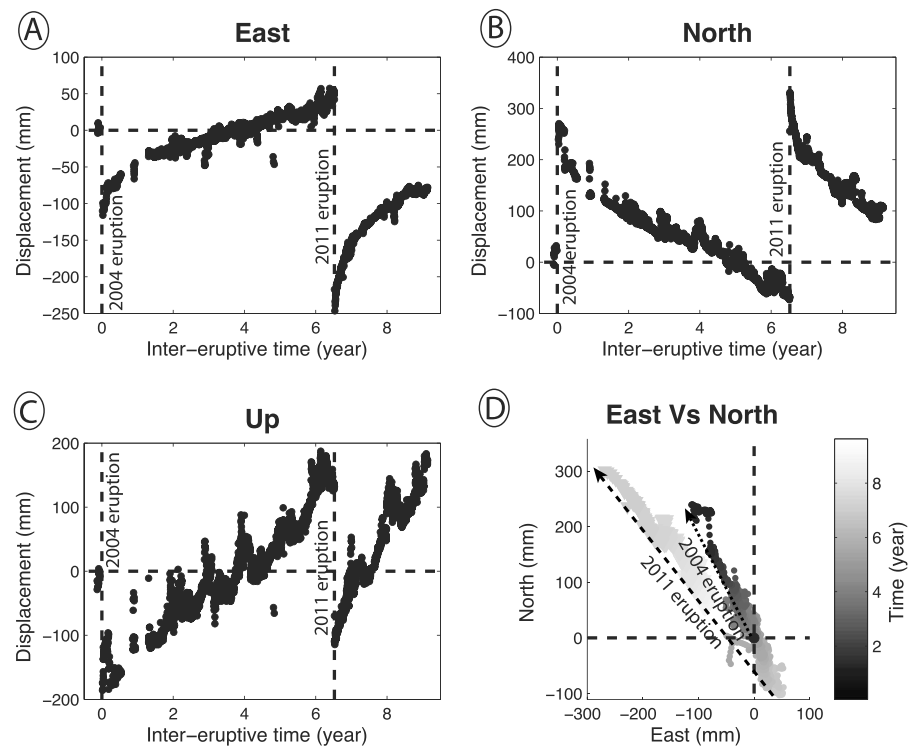 A
East
Displacement (mm)
100
50
0
−50
−100
−150
−200
−250
2004 eruption
2011 eruption
0 2 4 6 8
Inter−eruptive time (year)
B
North
Displacement (mm)
400
300
200
100
0
−100
2004eruption
2011 eruption
0 2 4 6 8
Inter−eruptive time (year)
C
Up
Displacement (mm)
200
100
0
−100
−200
2004 eruption
2011 eruption
0 2 4 6 8
Inter−eruptive time (year)
D
East Vs North
North (mm)
300
200
100
0
−100
2004 eruption
2011 eruption
−300 −200 −100 0 100
East (mm)
8
6
4
2
Time (year)